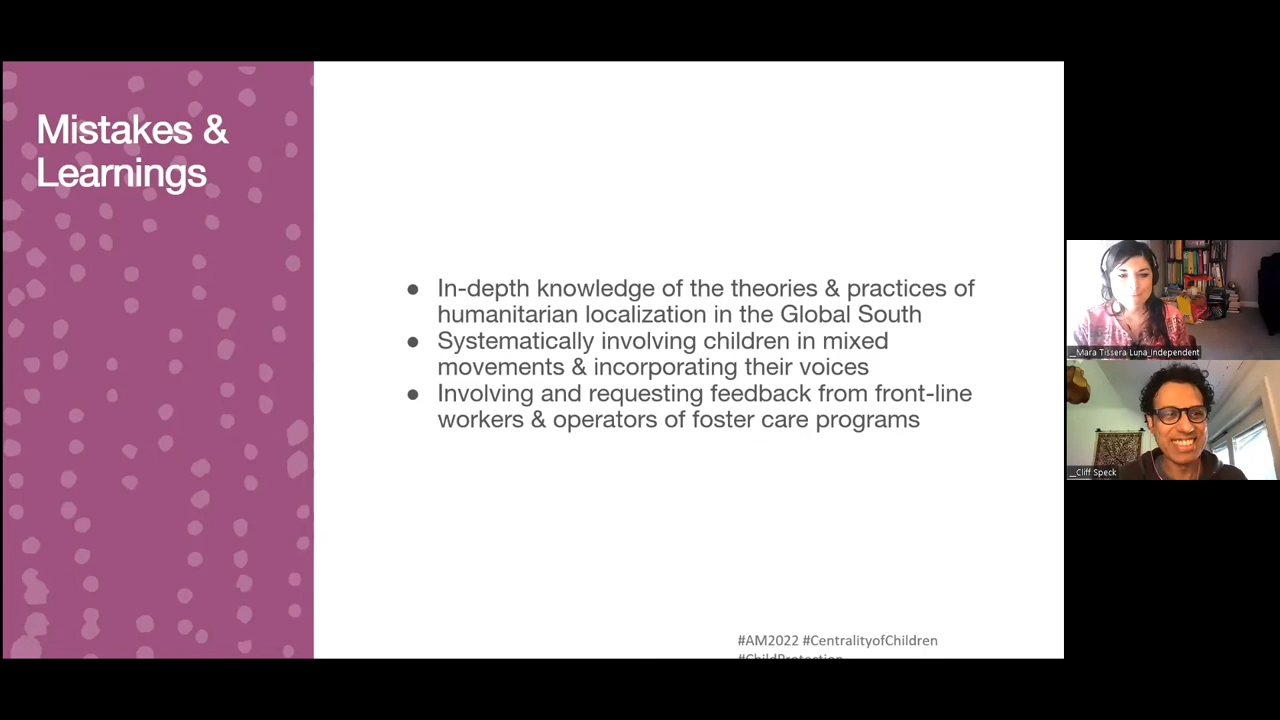 Mistakes &
Learnings
● In-depth knowledge of the theories & practices of
humanitarian localization in the Global South
● Systematically involving children in mixed
movements & incorporating their voices
● Involving and requesting feedback from front-line
workers & operators of foster care programs
#AM2022 #CentralityofChildren
#ChildProtection
__Mara Tissera Luna_Independent
__Cliff Speck